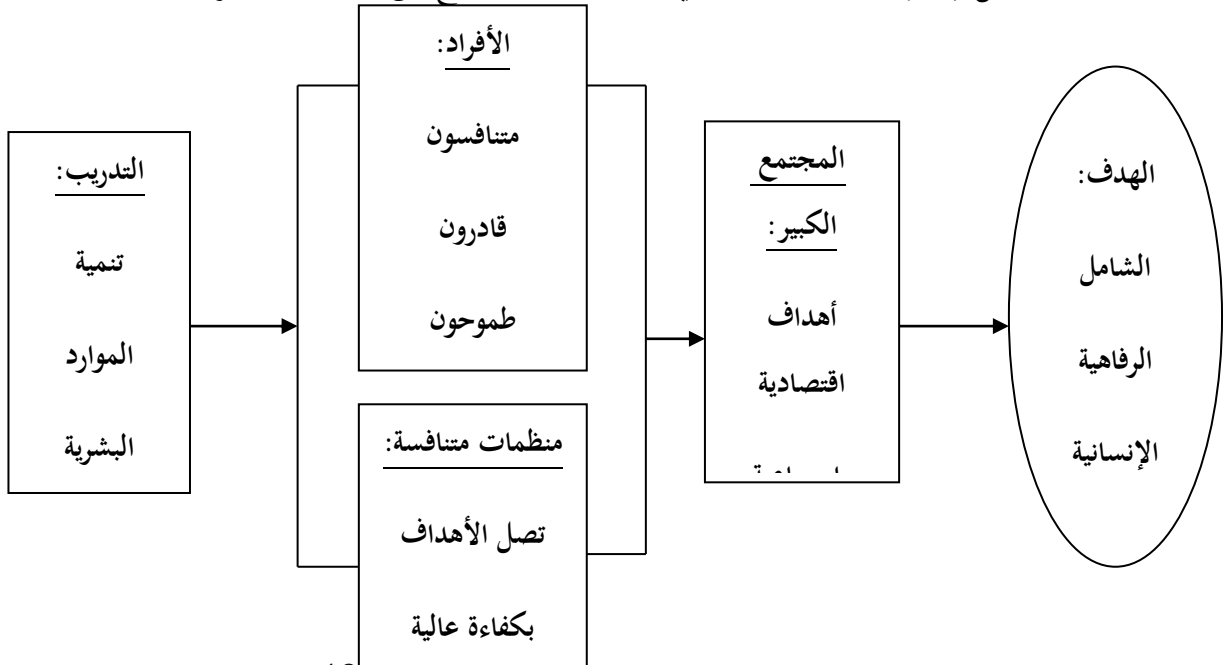 الأفراد:
متنافسون
قادرون
طموحون
التدريب:
تنمية
الموارد
البشرية
منظمات متنافسة:
تصل الأهداف
بكفاءة عالية
المجتمع
الكبير:
أهداف
اقتصادية
الهدف:
الشامل
الرفاهية
الإنسانية